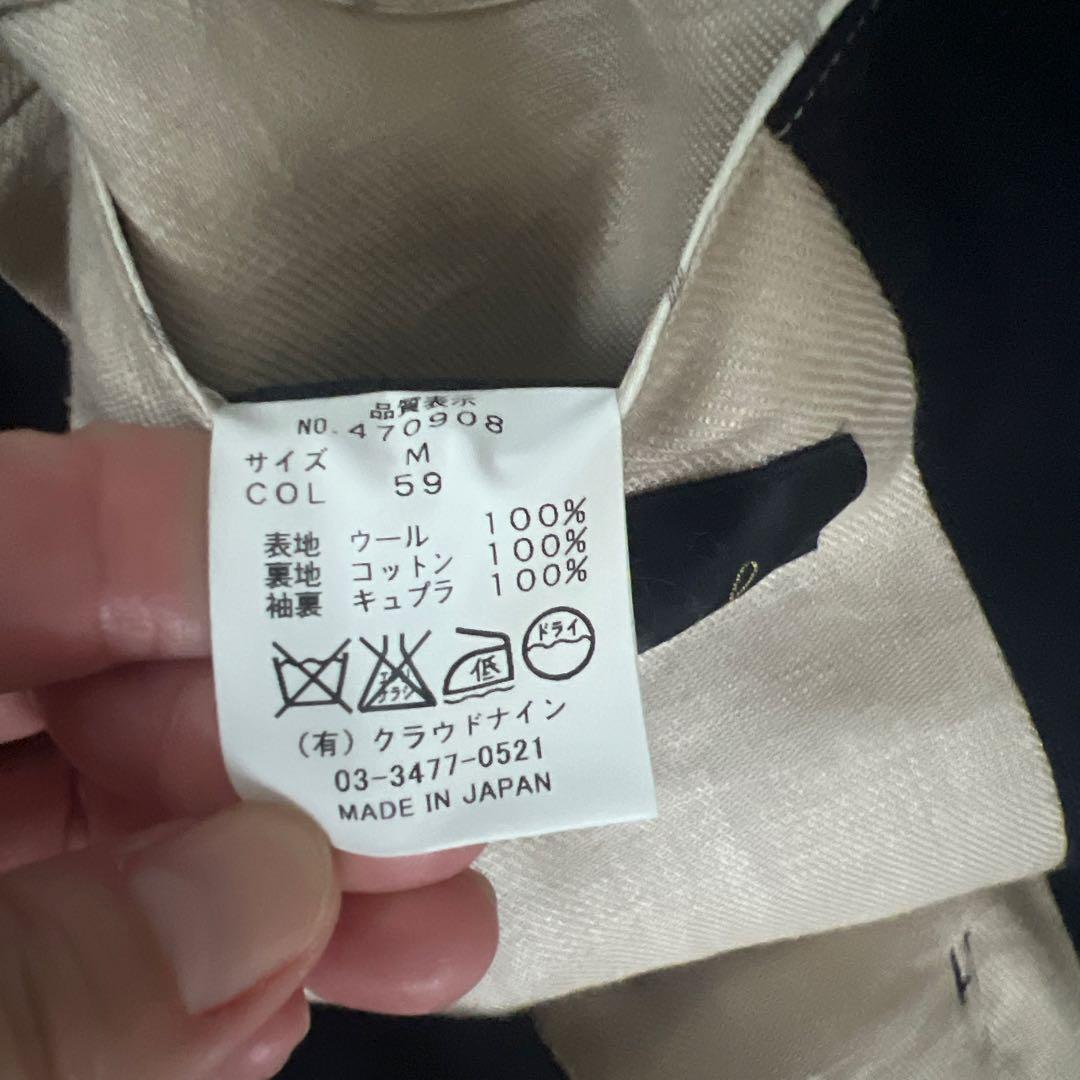 品質表示
NO. 470908
サイズ M
COL 59
表地 ウール 100%
裏地 コットン 100%
袖裏 キュプラ 100%
低 ドライ
(有)クラウドナイン
03-3477-0521
MADE IN JAPAN